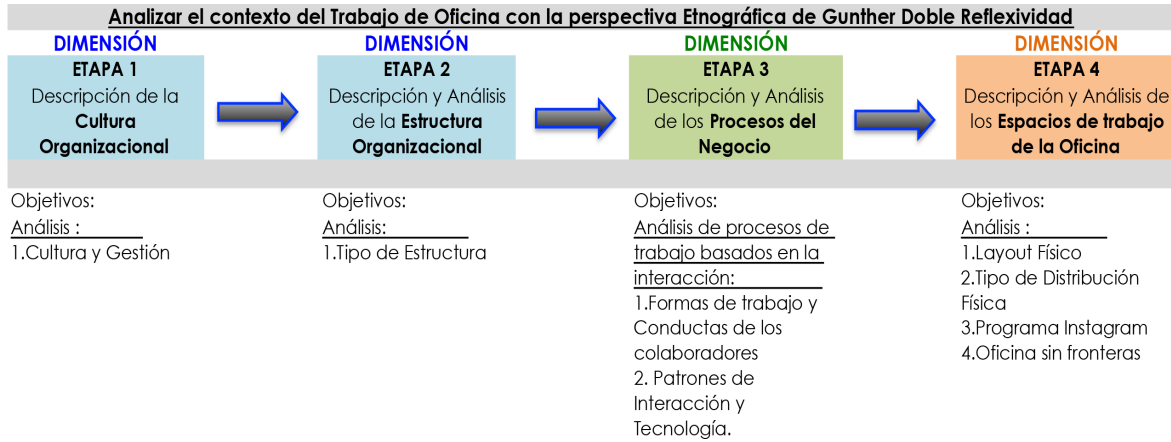 Analizar el contexto del Trabajo de Oficina con la perspectiva Etnográfica de Gunther Doble Reflexividad
DIMENSIÓN
ETAPA 1
Descripción de la
Cultura
Organizacional
Objetivos:
Análisis :
1.Cultura y Gestión
DIMENSIÓN
ETAPA 2
Descripción y Análisis
de la Estructura
Organizacional
Objetivos:
Análisis:
1.Tipo de Estructura
DIMENSIÓN
ETAPA 3
Descripción y Análisis
de los Procesos del
Negocio
Objetivos:
Análisis de procesos de
trabajo basados en la
interacción:
1.Formas de trabajo y
Conductas de los
colaboradores
2. Patrones de
Interacción y
Tecnología.
DIMENSIÓN
ETAPA 4
Descripción y Análisis de
los Espacios de trabajo
de la Oficina
Objetivos:
Análisis :
1.Layout Físico
2.Tipo de Distribución
Física
3.Programa Instagram
4.Oficina sin fronteras